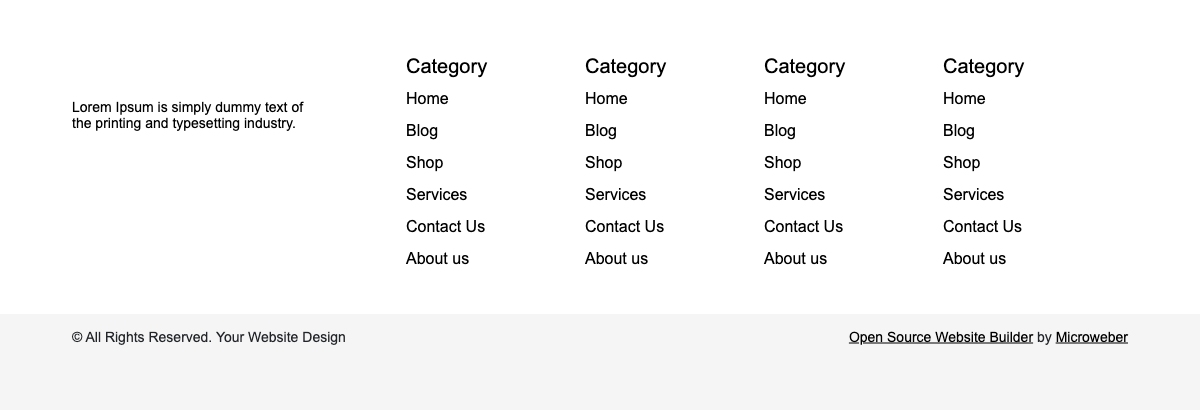 Lorem Ipsum is simply dummy text of
the printing and typesetting industry.
Category
Home
Blog
Shop
Services
Contact Us
About us
Category
Home
Blog
Shop
Services
Contact Us
About us
Category
Home
Blog
Shop
Services
Contact Us
About us
Category
Home
Blog
Shop
Services
Contact Us
About us
© All Rights Reserved. Your Website Design
Open Source Website Builder by Microweber